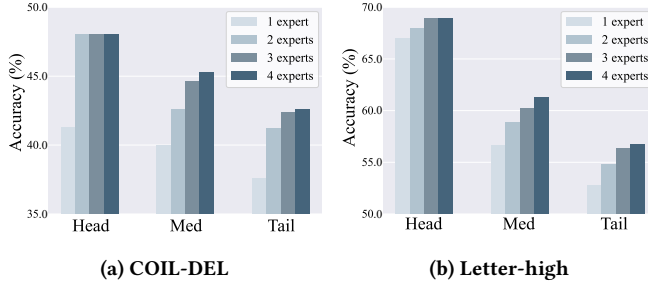 50.0
45.0
40.0
35.0
Accuracy (%)
1 expert
2 experts
3 experts
4 experts
Head Med Tail
(a) COIL-DEL
70.0
65.0
60.0
55.0
50.0
Accuracy (%)
1 expert
2 experts
3 experts
4 experts
Head Med Tail
(b) Letter-high